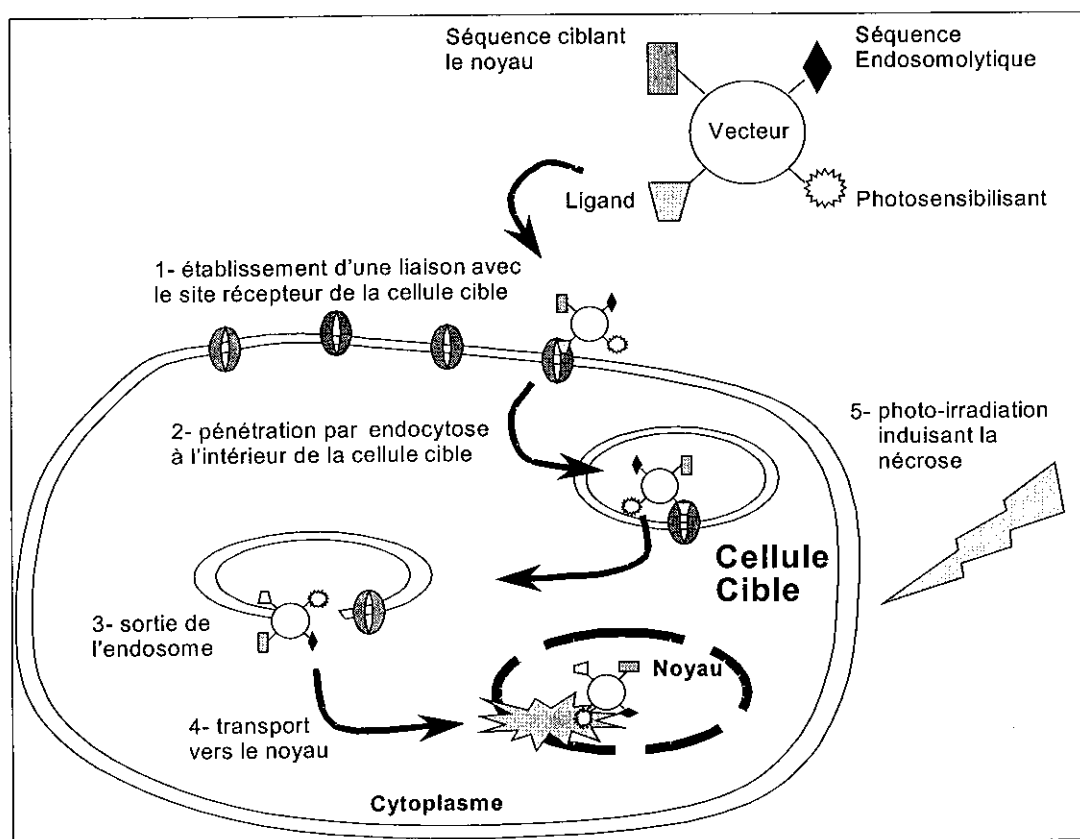 Séquence ciblant
le noyau
Séquence
Endosomolytique
Vecteur
Ligand
Photosensibilisant
1- établissement d'une liaison avec
le site récepteur de la cellule cible
2- pénétration par endocytose
à l'intérieur de la cellule cible
5- photo-irradiation
induisant la
nécrose
Cellule
Cible
3- sortie de
l'endosome
Noyau
4- transport
vers le noyau
Cytoplasme